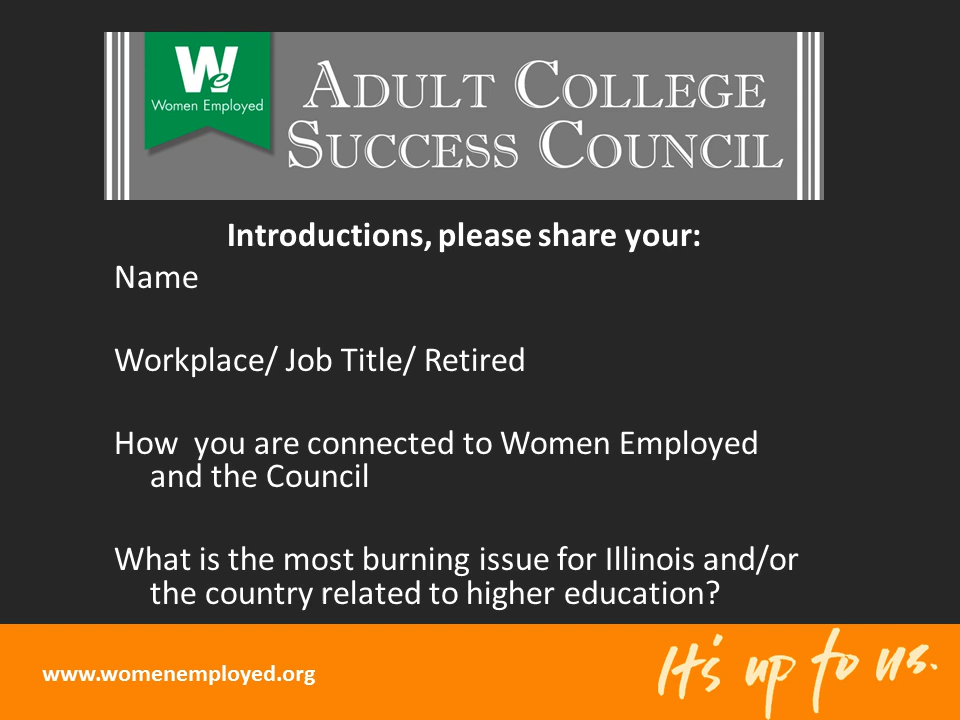 We
Women Employed
ADULT COLLEGE
SUCCESS COUNCIL
Introductions, please share your:
Name
Workplace/ Job Title/ Retired
How  you are connected to Women Employed
and the Council
What is the most burning issue for Illinois and/or
the country related to higher education?
www.womenemployed.org
It's up to us.